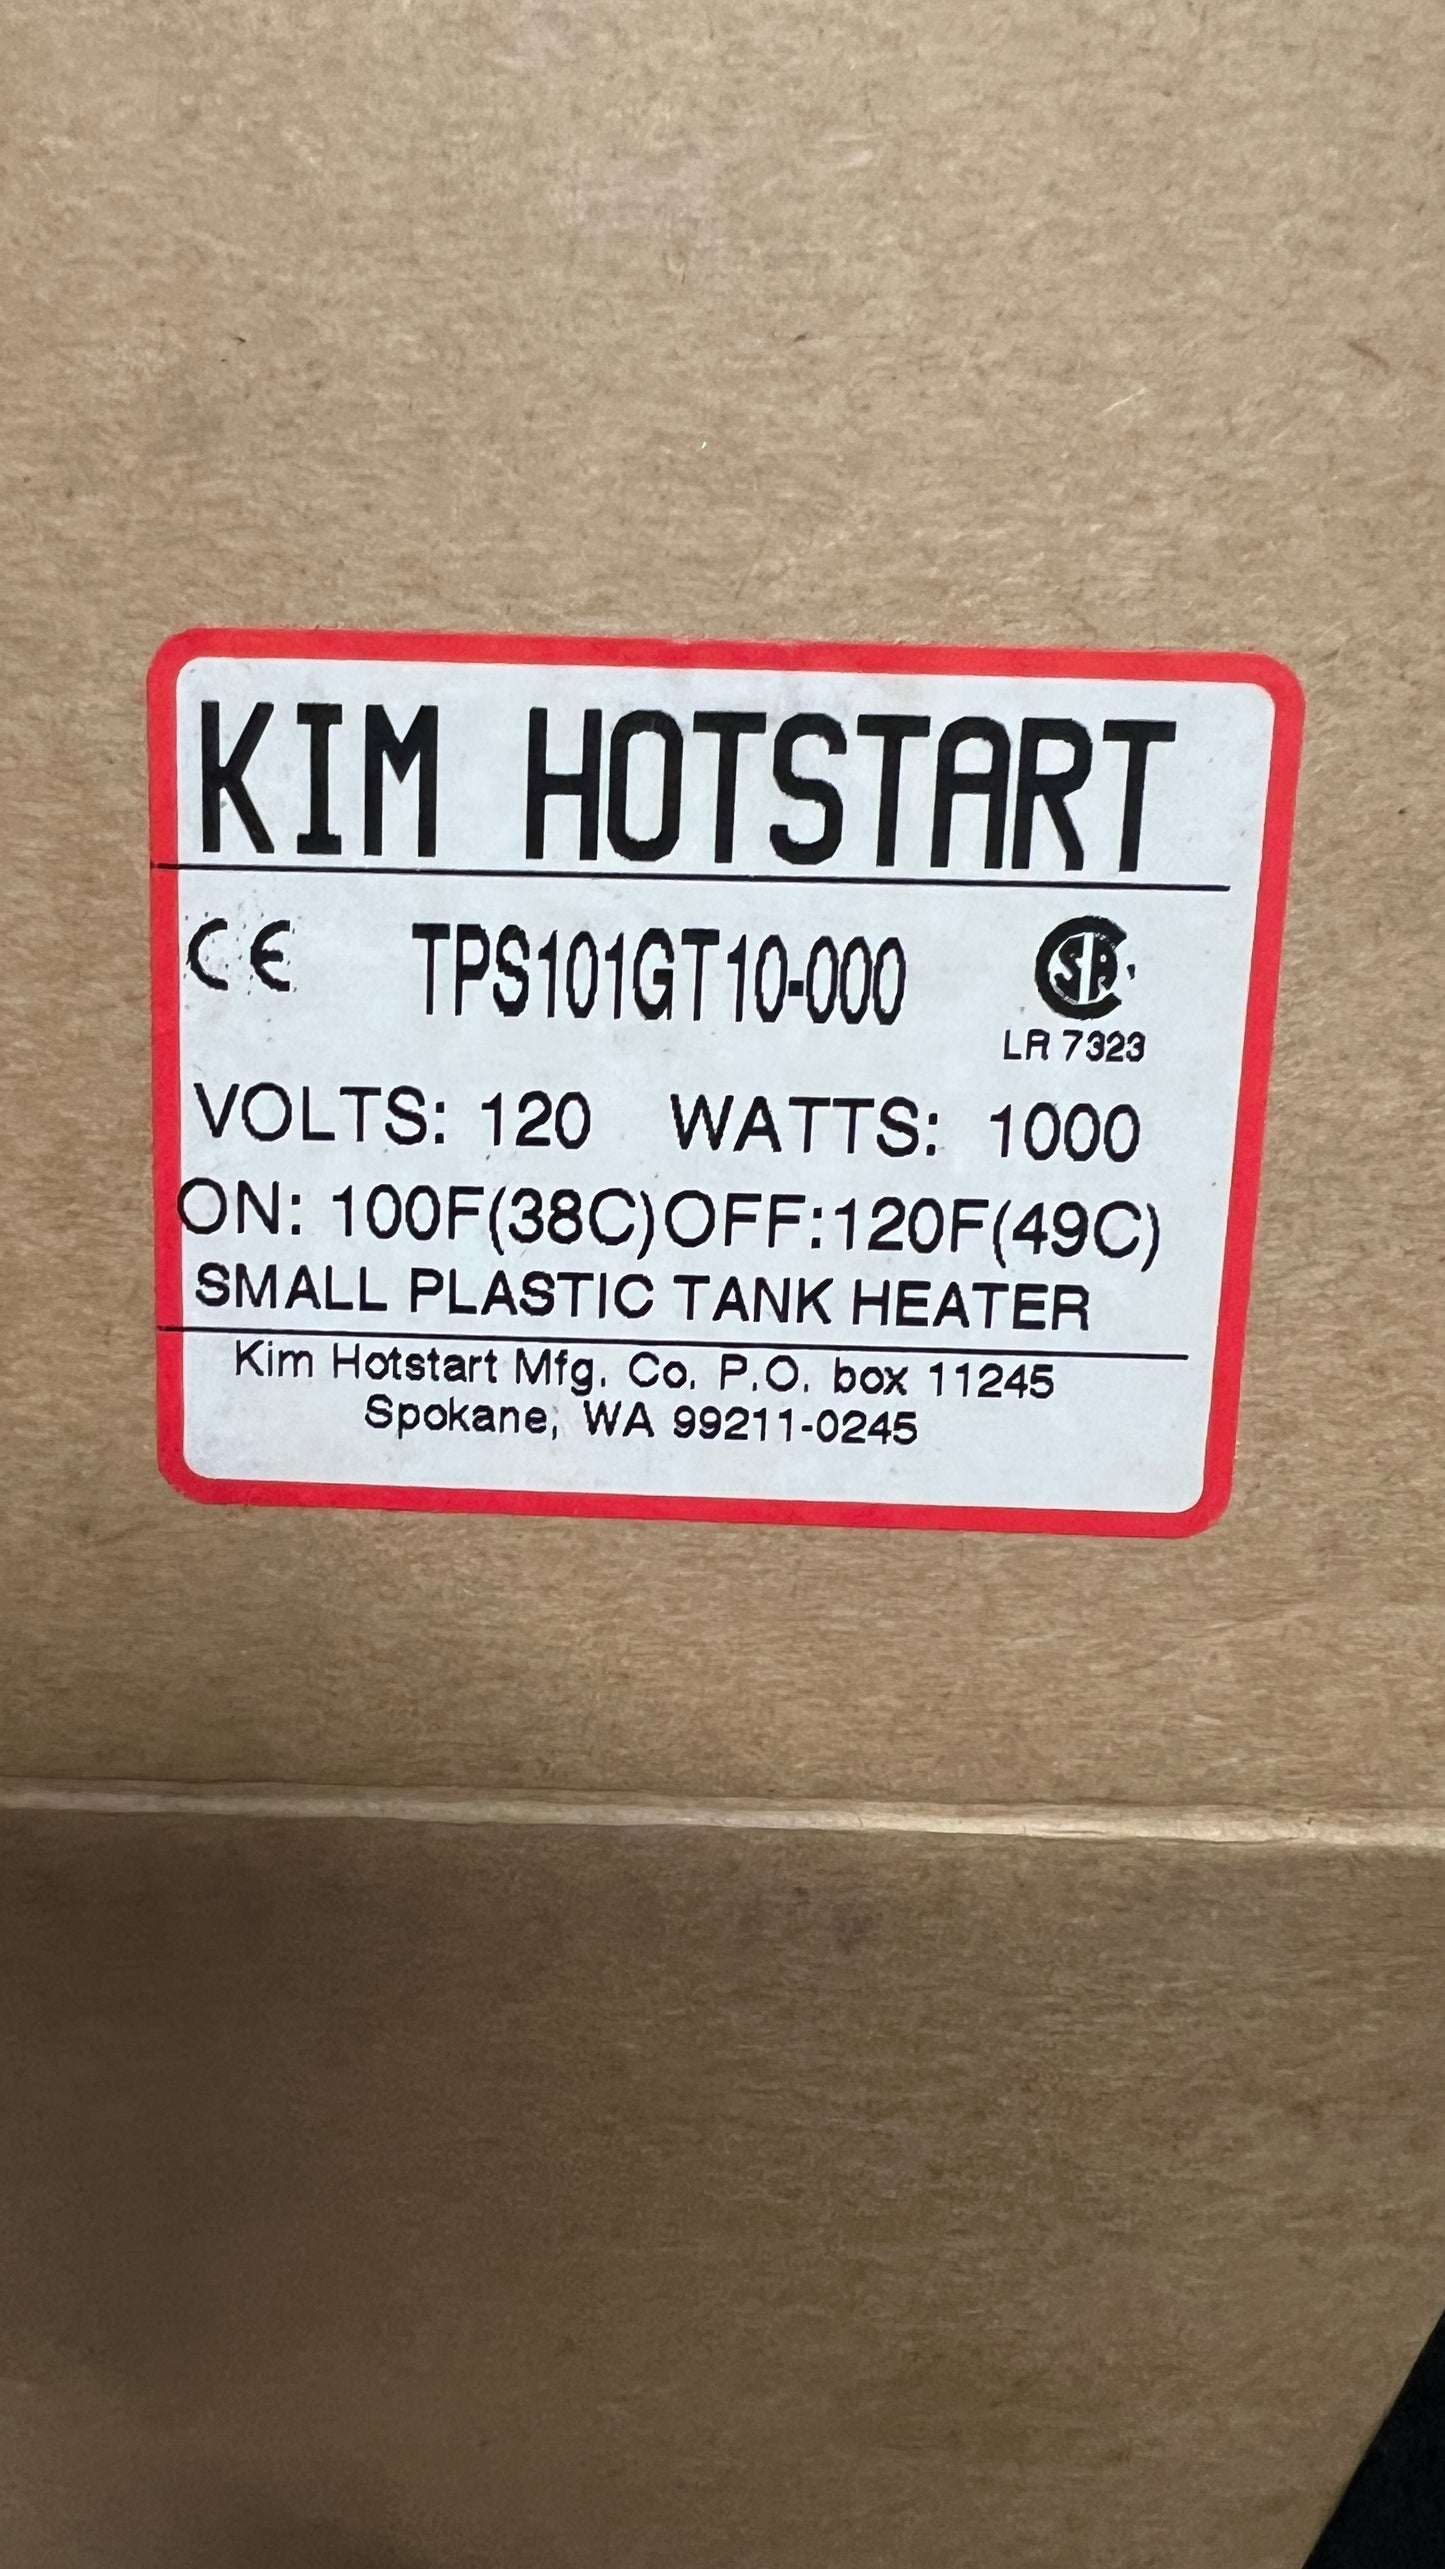 KIM HOTSTART
CE TPS101GT10-000 SA
LR 7323
VOLTS: 120 WATTS: 1000
ON: 100F(38C) OFF:120F(49C)
SMALL PLASTIC TANK HEATER
Kim Hotstart Mfg. Co. P.O. box 11245
Spokane, WA 99211-0245